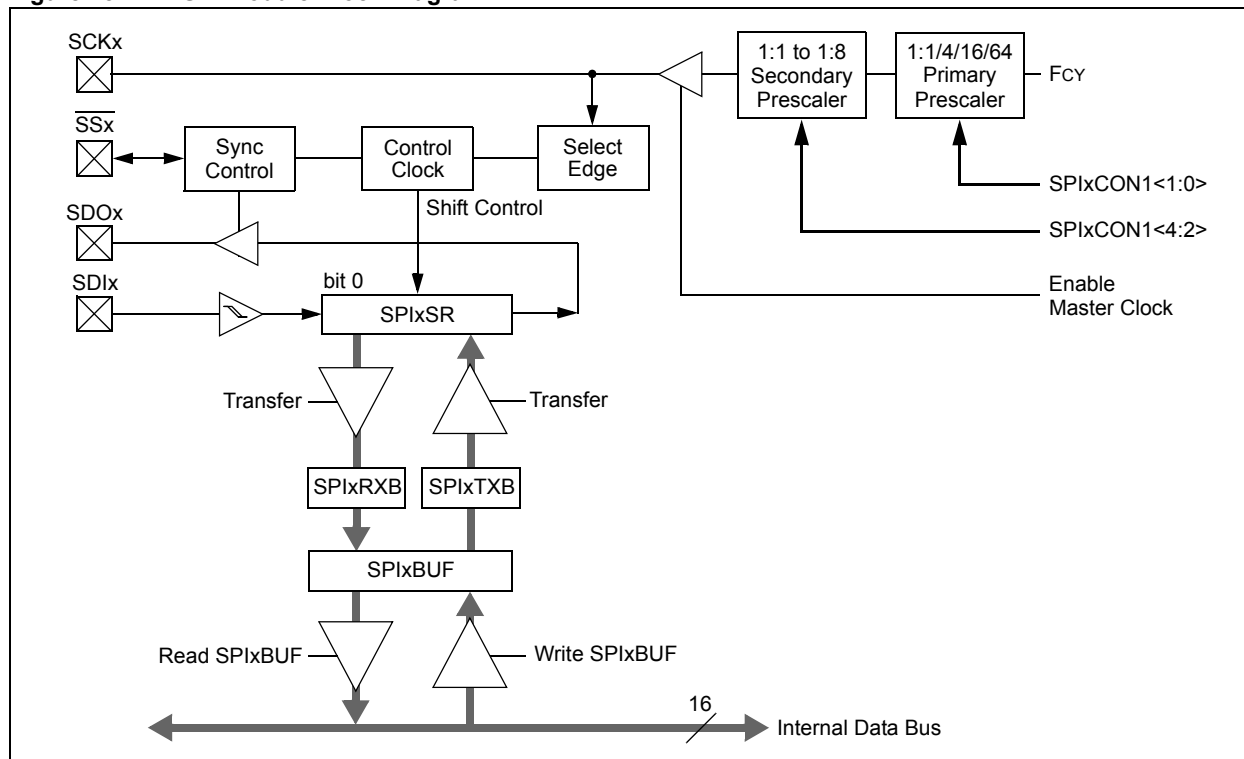 SCKx
1:1 to 1:8
Secondary
Prescaler
1:1/4/16/64
Primary
Prescaler
FCY
SSx
Sync
Control
Control
Clock
Select
Edge
SPIxCON1<1:0>
Shift Control
SDOx
SPIxCON1<4:2>
SDIx
bit 0
Enable
Master Clock
SPIxSR
Transfer
Transfer
SPIxRXB
SPIxTXB
SPIxBUF
Read SPIxBUF
Write SPIxBUF
16
Internal Data Bus